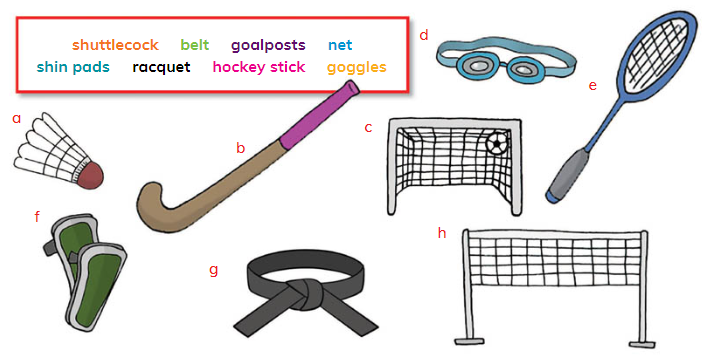 shuttlecock belt goalposts net
shin pads racquet hockey stick goggles
a
b
c
d
e
f
g
h